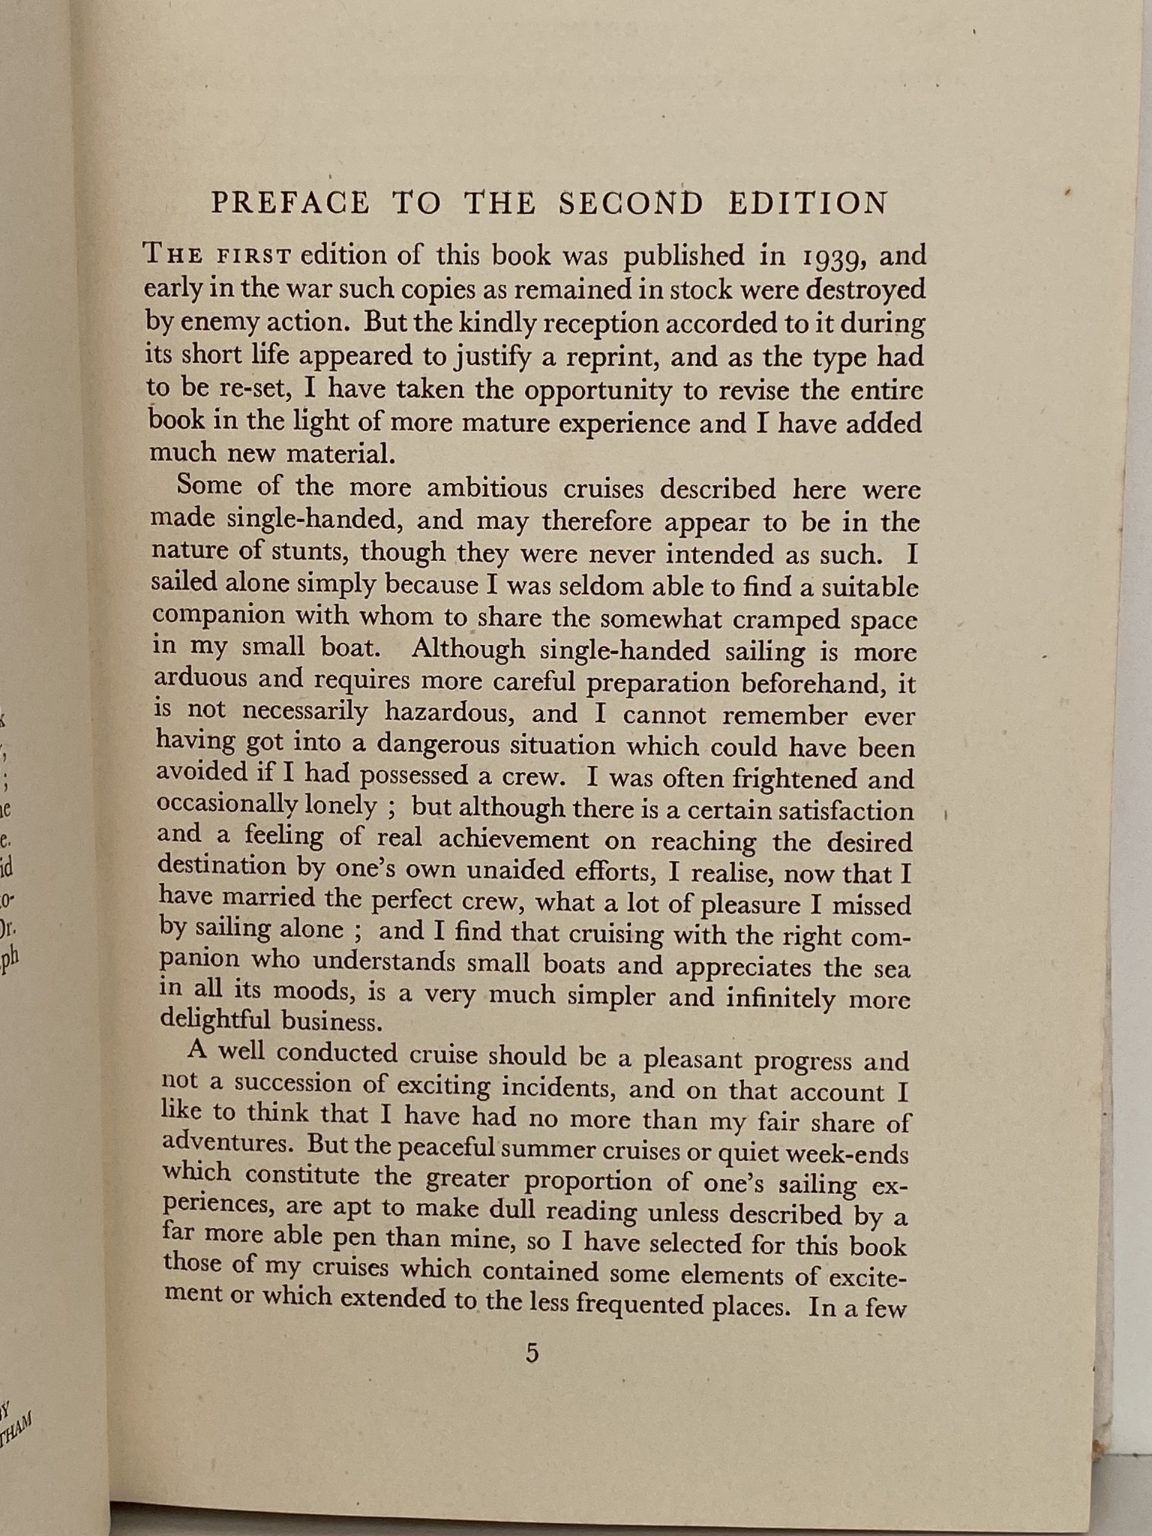 PREFACE TO THE SECOND EDITION
THE FIRST edition of this book was published in 1939, and
early in the war such copies as remained in stock were destroyed
by enemy action. But the kindly reception accorded to it during
its short life appeared to justify a reprint, and as the type had
to be re-set, I have taken the opportunity to revise the entire
book in the light of more mature experience and I have added
much new material.
Some of the more ambitious cruises described here were
made single-handed, and may therefore appear to be in the
nature of stunts, though they were never intended as such. I
sailed alone simply because I was seldom able to find a suitable
companion with whom to share the somewhat cramped space
in my small boat. Although single-handed sailing is more
arduous and requires more careful preparation beforehand, it
is not necessarily hazardous, and I cannot remember ever
having got into a dangerous situation which could have been
avoided if I had possessed a crew. I was often frightened and
occasionally lonely ; but although there is a certain satisfaction
and a feeling of real achievement on reaching the desired
destination by one's own unaided efforts, I realise, now that I
have married the perfect crew, what a lot of pleasure I missed
by sailing alone ; and I find that cruising with the right com-
panion who understands small boats and appreciates the sea
in all its moods, is a very much simpler and infinitely more
delightful business.
A well conducted cruise should be a pleasant progress and
not a succession of exciting incidents, and on that account I
like to think that I have had no more than my fair share of
adventures. But the peaceful summer cruises or quiet week-ends
which constitute the greater proportion of one's sailing ex-
periences, are apt to make dull reading unless described by a
far more able pen than mine, so I have selected for this book
those of my cruises which contained some elements of excite-
ment or which extended to the less frequented places. In a few
5